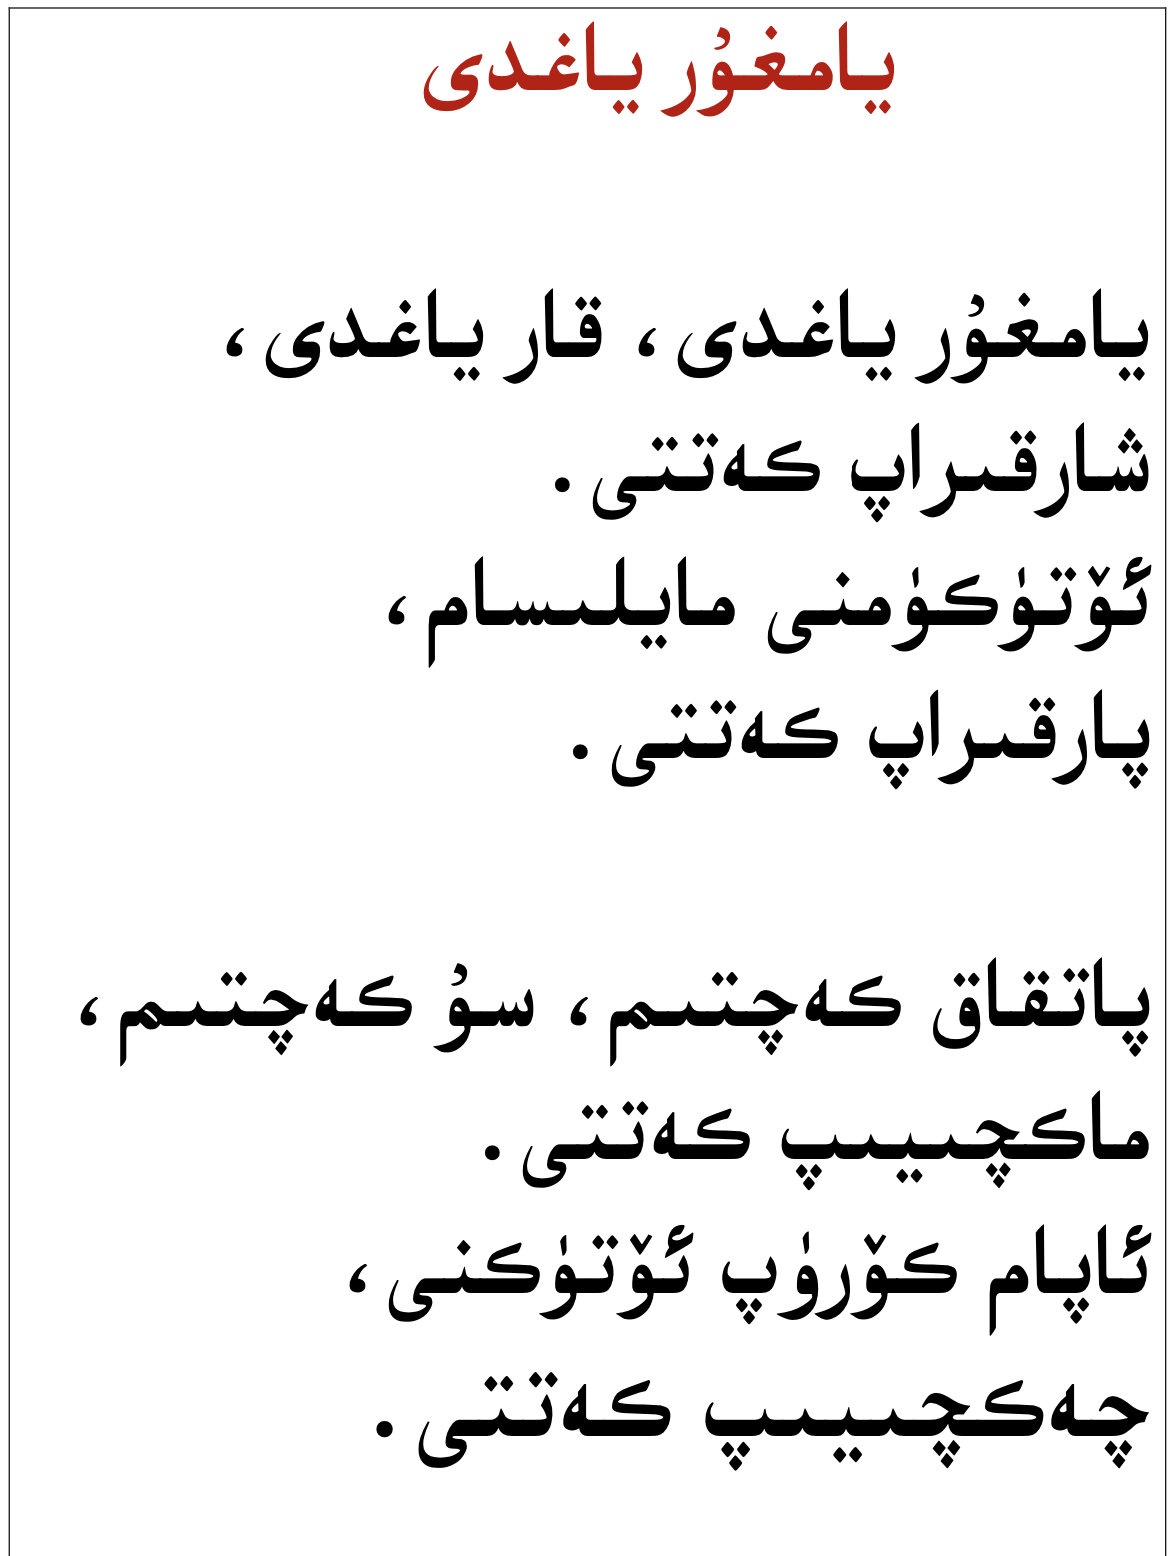 يامغۇر ياغدى
يامغۇر ياغدى، قار ياغدى،
شارقىراپ كەتتى.
ئۆتۈكۈمنى مايلىسام،
پارقىراپ كەتتى.
پاتقاق كەچتىم، سۇ كەچتىم،
ماكچىيىپ كەتتى.
ئاپام كۆرۈپ ئۆتۈكنى،
چەكچىيىپ كەتتى.